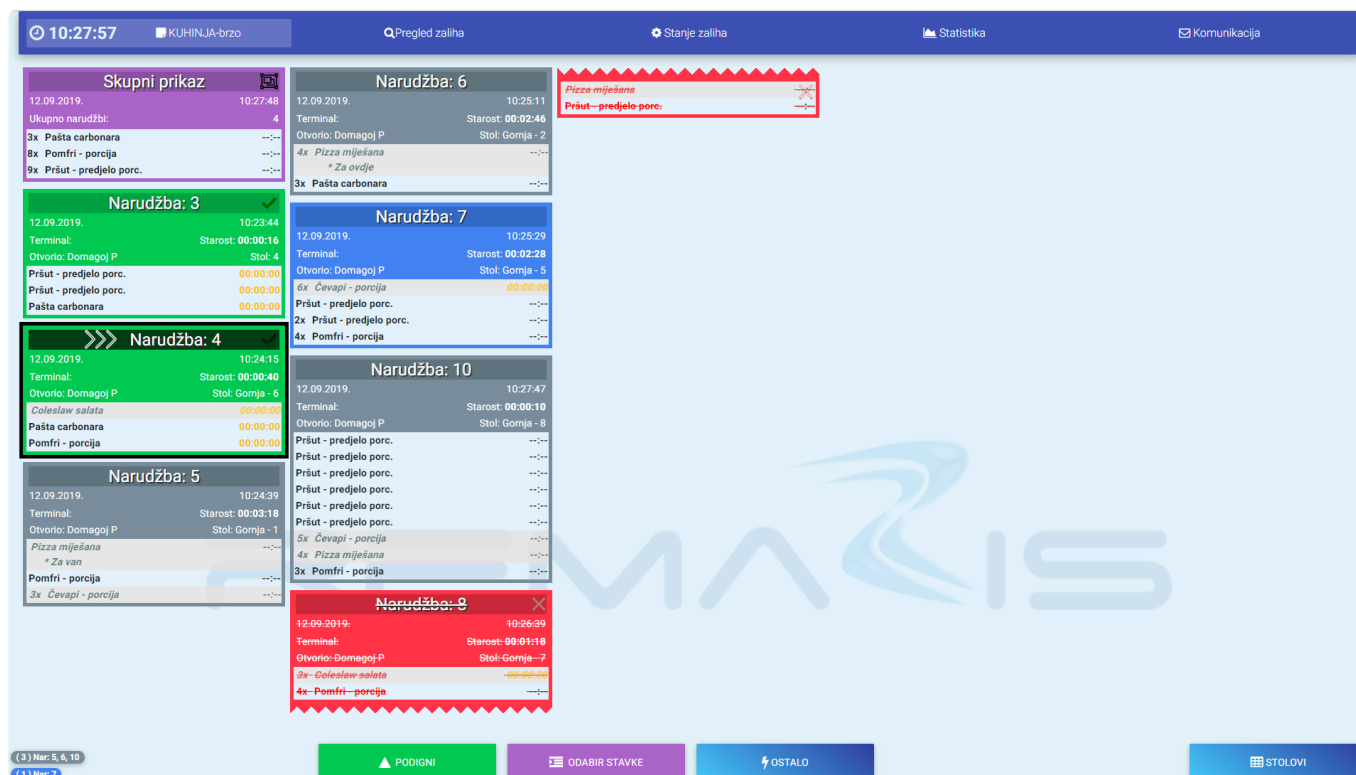 10:27:57 KUHINJA-brzo Pregled zaliha Stanje zaliha Statistika Komunikacija
Skupni prikaz
12.09.2019. 10:27:48
Ukupno narudžbi: 4
3x Pašta carbonara --:--
8x Pomfri - porcija --:--
9x Pršut - predjelo porc. --:--
Narudžba: 3
12.09.2019. 10:23:44
Terminal: Starost: 00:00:16
Otvorio: Domagoj P Stol: 4
Pršut - predjelo porc. 00:00:00
Pršut - predjelo porc. 00:00:00
Pašta carbonara 00:00:00
Narudžba: 4
12.09.2019. 10:24:15
Terminal: Starost: 00:00:40
Otvorio: Domagoj P Stol: Gornja - 6
Coleslaw salata 00:00:00
Pašta carbonara 00:00:00
Pomfri - porcija 00:00:00
Narudžba: 5
12.09.2019. 10:24:39
Terminal: Starost: 00:03:18
Otvorio: Domagoj P Stol: Gornja - 1
Pizza miješana --:--
* Za van
Pomfri - porcija --:--
3x Čevapi - porcija --:--
Narudžba: 6
12.09.2019. 10:25:11
Terminal: Starost: 00:02:46
Otvorio: Domagoj P Stol: Gornja - 2
4x Pizza miješana --:--
* Za ovdje
3x Pašta carbonara --:--
Narudžba: 7
12.09.2019. 10:25:29
Terminal: Starost: 00:02:28
Otvorio: Domagoj P Stol: Gornja - 5
6x Čevapi - porcija 00:00:00
Pršut - predjelo porc. --:--
2x Pršut - predjelo porc. --:--
4x Pomfri - porcija --:--
Narudžba: 10
12.09.2019. 10:27:47
Terminal: Starost: 00:00:10
Otvorio: Domagoj P Stol: Gornja - 8
Pršut - predjelo porc. --:--
Pršut - predjelo porc. --:--
Pršut - predjelo porc. --:--
Pršut - predjelo porc. --:--
Pršut - predjelo porc. --:--
Pršut - predjelo porc. --:--
5x Čevapi - porcija --:--
4x Pizza miješana --:--
3x Pomfri - porcija --:--
Narudžba: 8
12.09.2019. 10:26:39
Terminal: Starost: 00:01:18
Otvorio: Domagoj P Stol: Gornja - 7
3x Coleslaw salata 00:00:00
4x Pomfri - porcija --:--
Pizza miješana --:--
Pršut - predjelo porc. --:--
( 3 ) Nar: 5, 6, 10
( 1 ) Nar: 7
PODIGNI ODABIR STAVKE OSTALO STOLOVI